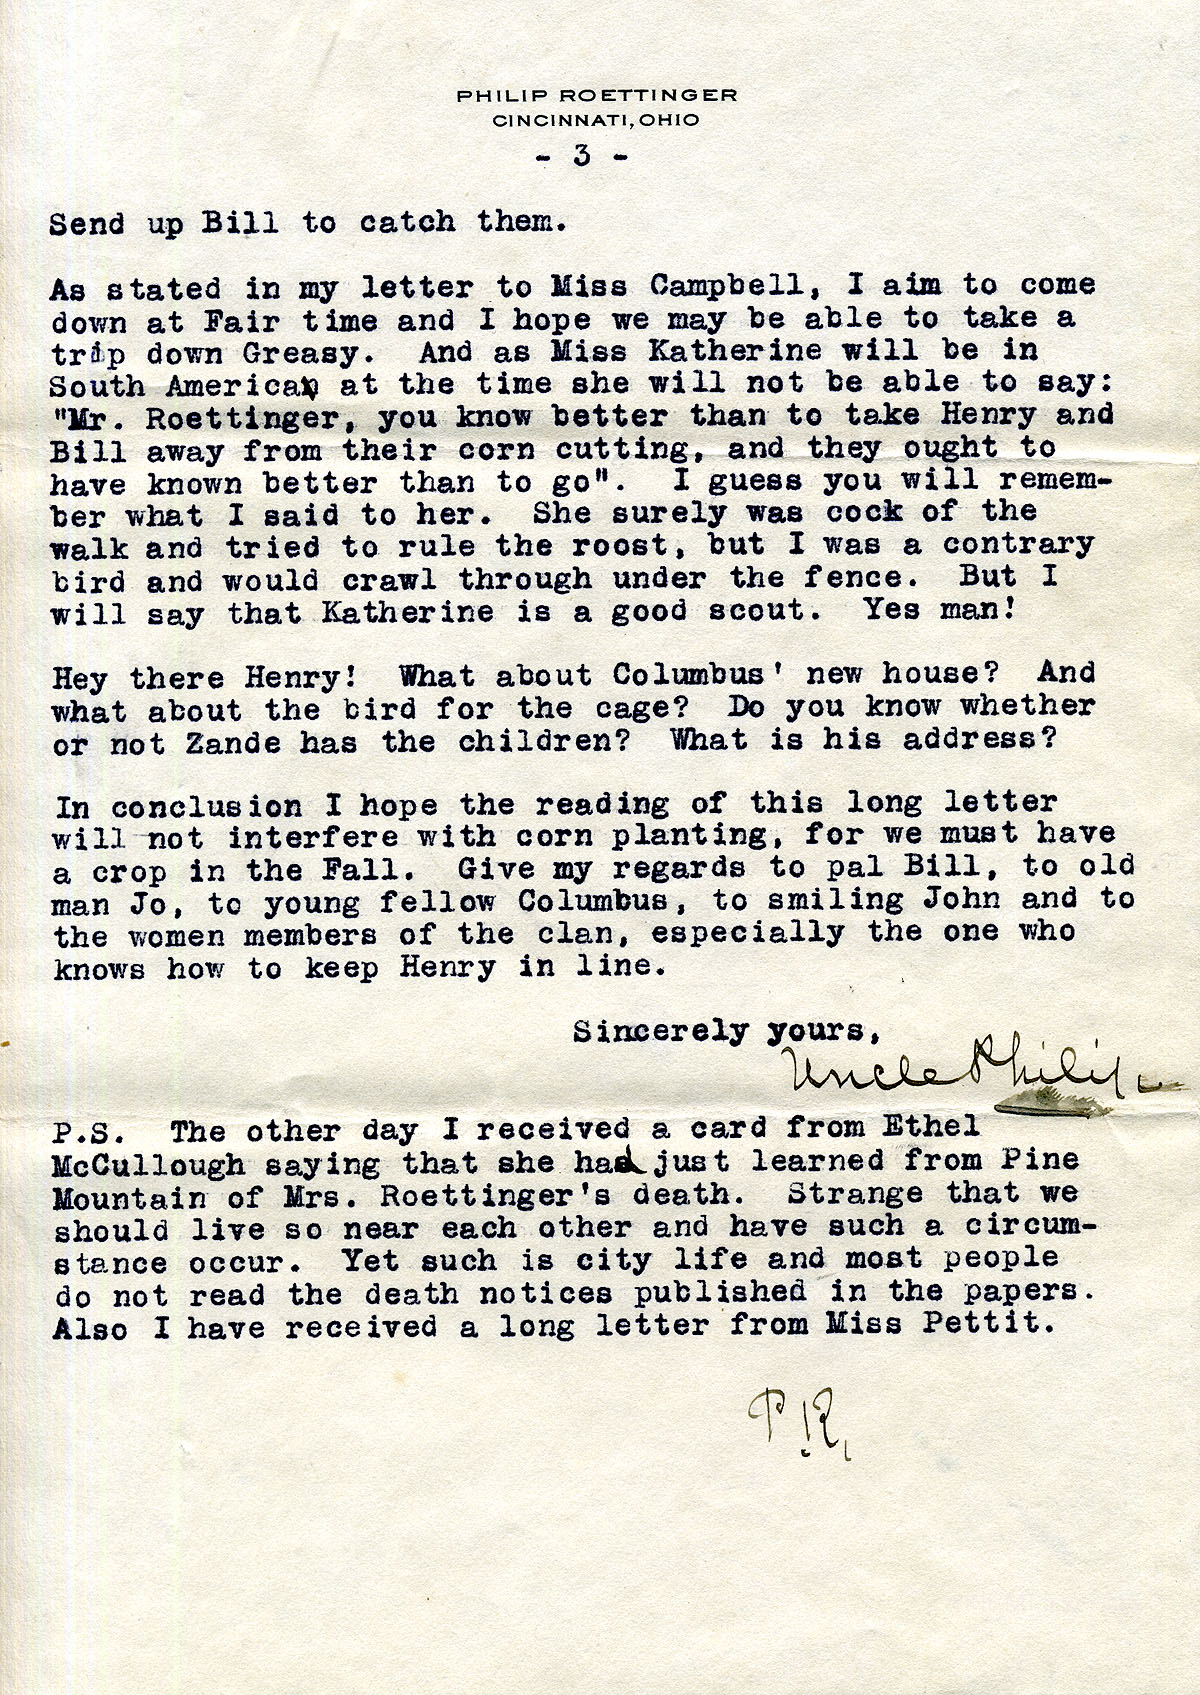 PHILIP ROETTINGER
CINCINNATI, OHIO
- 3 -
Send up Bill to catch them.
As stated in my letter to Miss Campbell, I aim to come
down at Fair time and I hope we may be able to take a
trip down Greasy. And as Miss Katherine will be in
South America at the time she will not be able to say:
"Mr. Roettinger, you know better than to take Henry and
Bill away from their corn cutting, and they ought to
have known better than to go". I guess you will remem-
ber what I said to her. She surely was cock of the
walk and tried to rule the roost, but I was a contrary
bird and would crawl through under the fence. But I
will say that Katherine is a good scout. Yes man!
Hey there Henry! What about Columbus' new house? And
what about the bird for the cage? Do you know whether
or not Zande has the children? What is his address?
In conclusion I hope the reading of this long letter
will not interfere with corn planting, for we must have
a crop in the Fall. Give my regards to pal Bill, to old
man Jo, to young fellow Columbus, to smiling John and to
the women members of the clan, especially the one who
knows how to keep Henry in line.
Sincerely yours,
Uncle Philip
P.S. The other day I received a card from Ethel
McCullough saying that she had just learned from Pine
Mountain of Mrs. Roettinger's death. Strange that we
should live so near each other and have such a circum-
stance occur. Yet such is city life and most people
do not read the death notices published in the papers.
Also I have received a long letter from Miss Pettit.
P.R.